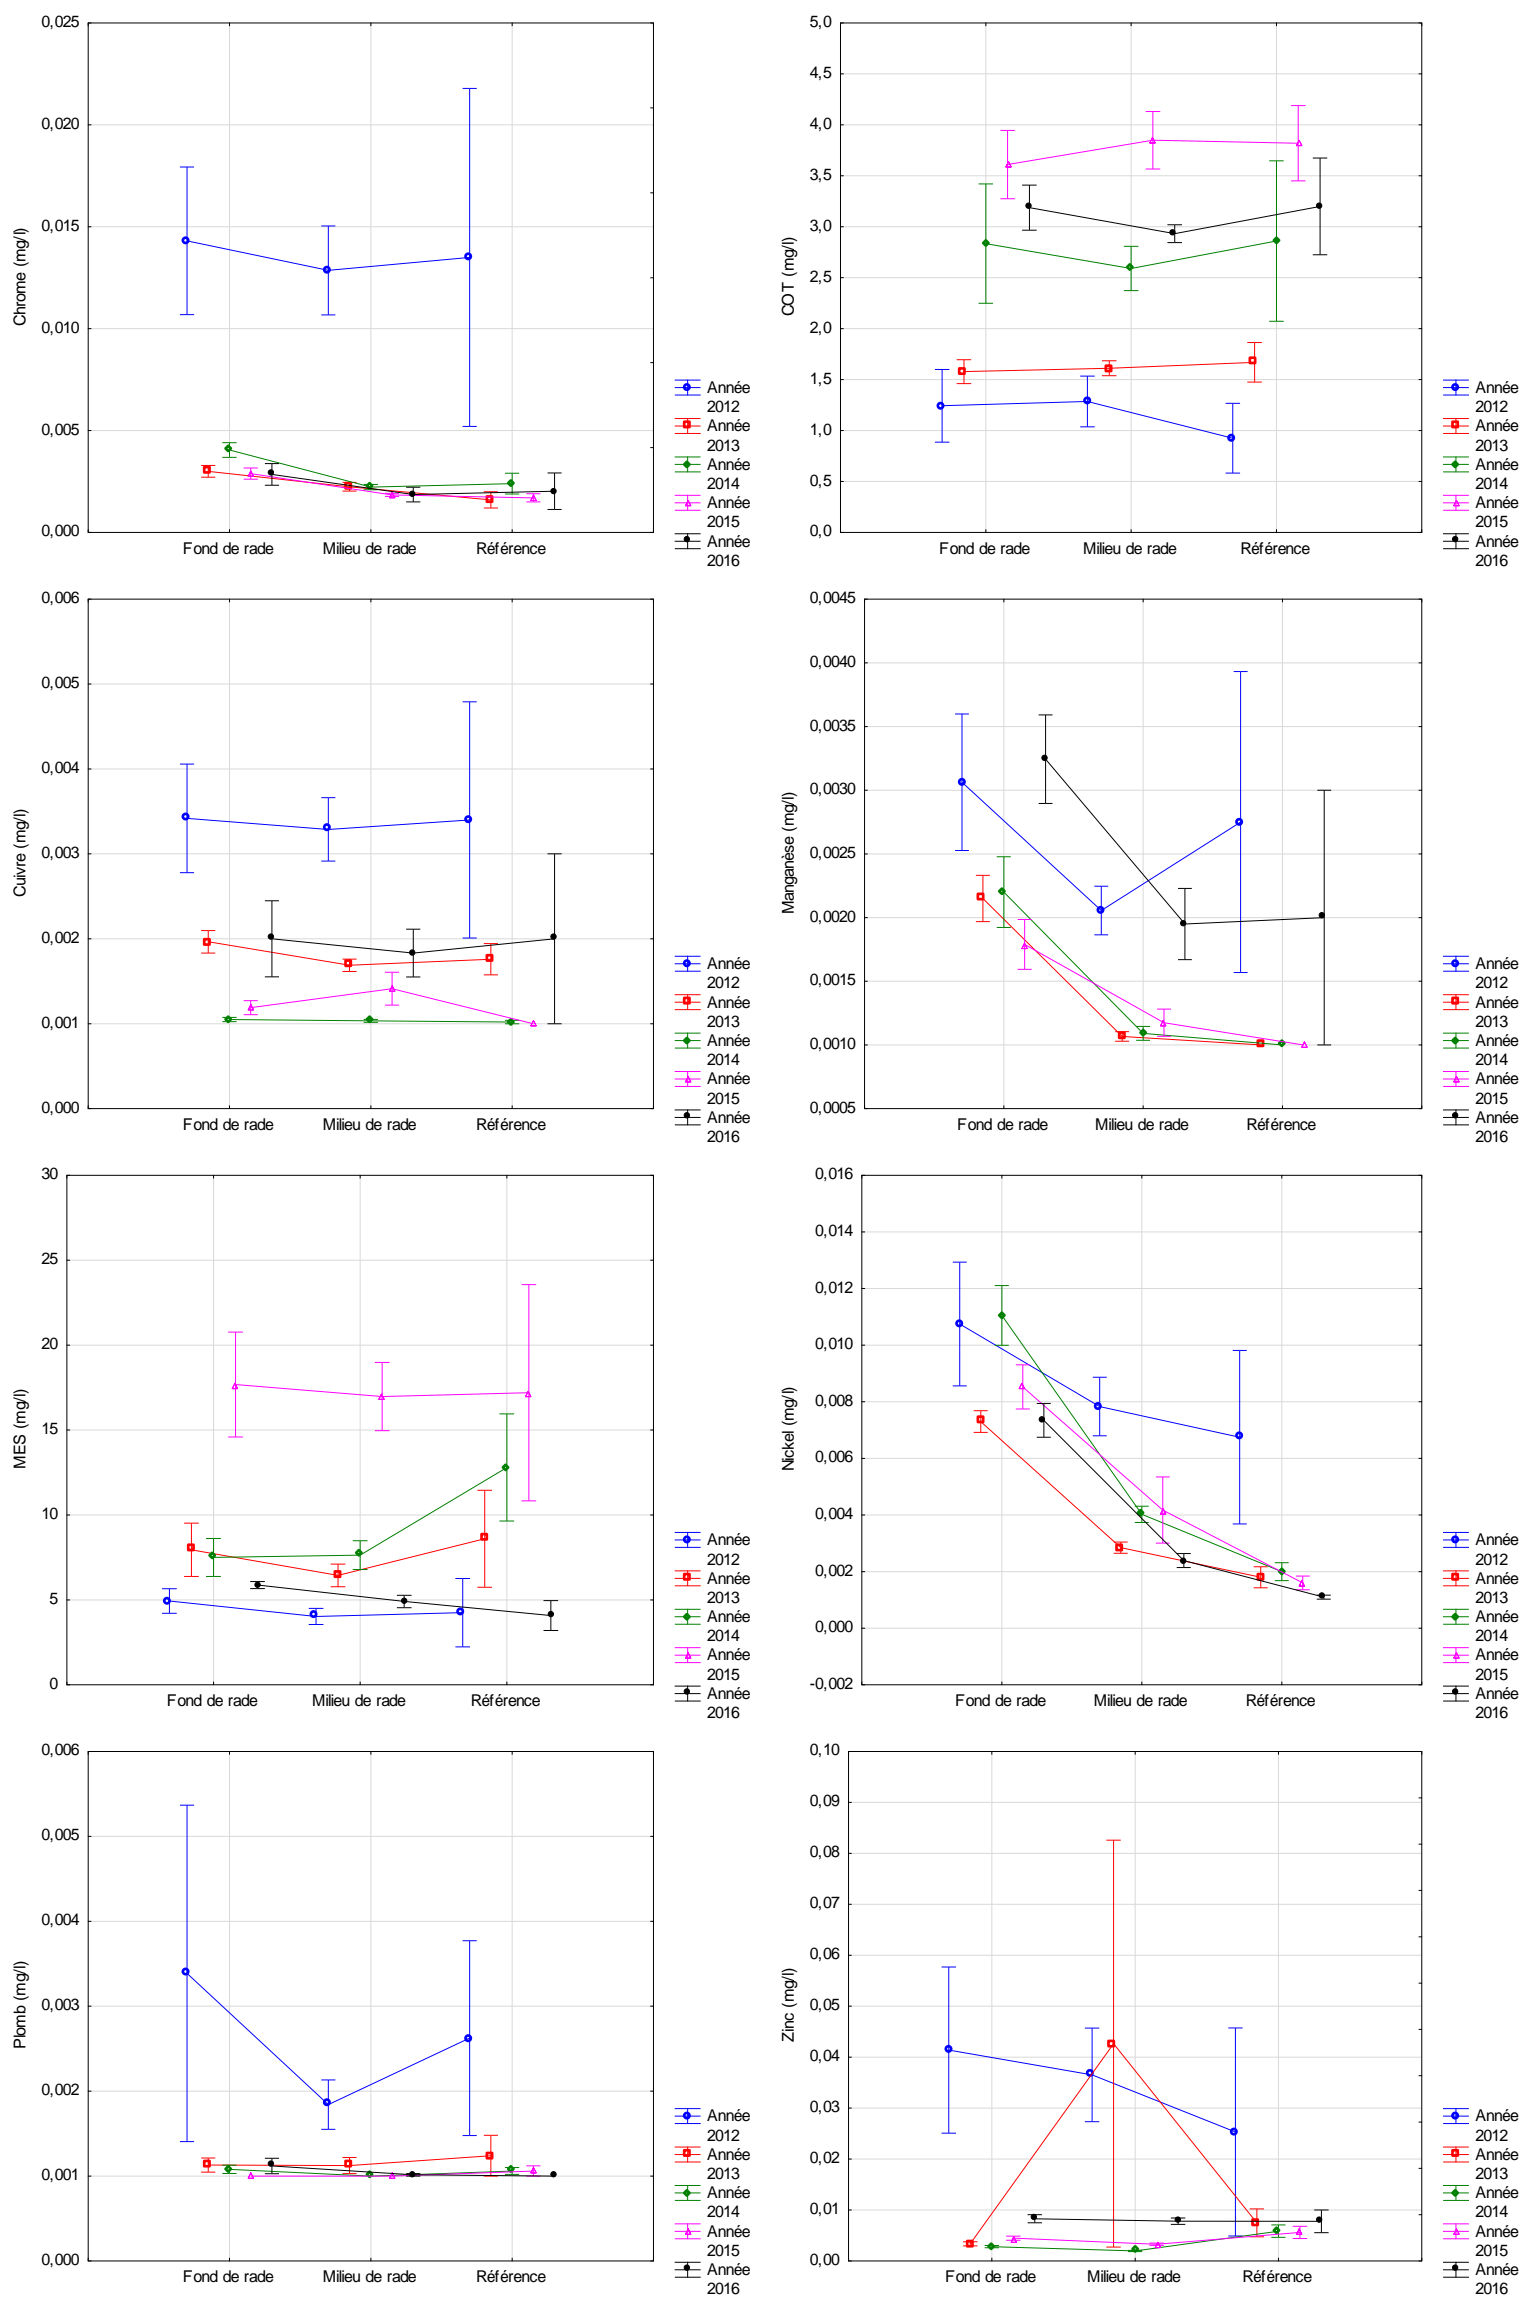 Chrome (mg/l)
0,025
0,020
0,015
0,010
0,005
0,000
Fond de rade Milieu de rade Référence
Année
2012
Année
2013
Année
2014
Année
2015
Année
2016
COT (mg/l)
5,0
4,5
4,0
3,5
3,0
2,5
2,0
1,5
1,0
0,5
0,0
Fond de rade Milieu de rade Référence
Année
2012
Année
2013
Année
2014
Année
2015
Année
2016
Cuivre (mg/l)
0,006
0,005
0,004
0,003
0,002
0,001
0,000
Fond de rade Milieu de rade Référence
Année
2012
Année
2013
Année
2014
Année
2015
Année
2016
Manganèse (mg/l)
0,0045
0,0040
0,0035
0,0030
0,0025
0,0020
0,0015
0,0010
0,0005
Fond de rade Milieu de rade Référence
Année
2012
Année
2013
Année
2014
Année
2015
Année
2016
MES (mg/l)
30
25
20
15
10
5
0
Fond de rade Milieu de rade Référence
Année
2012
Année
2013
Année
2014
Année
2015
Année
2016
Nickel (mg/l)
0,016
0,014
0,012
0,010
0,008
0,006
0,004
0,002
0,000
-0,002
Fond de rade Milieu de rade Référence
Année
2012
Année
2013
Année
2014
Année
2015
Année
2016
Plomb (mg/l)
0,006
0,005
0,004
0,003
0,002
0,001
0,000
Fond de rade Milieu de rade Référence
Année
2012
Année
2013
Année
2014
Année
2015
Année
2016
Zinc (mg/l)
0,10
0,09
0,08
0,07
0,06
0,05
0,04
0,03
0,02
0,01
0,00
Fond de rade Milieu de rade Référence
Année
2012
Année
2013
Année
2014
Année
2015
Année
2016